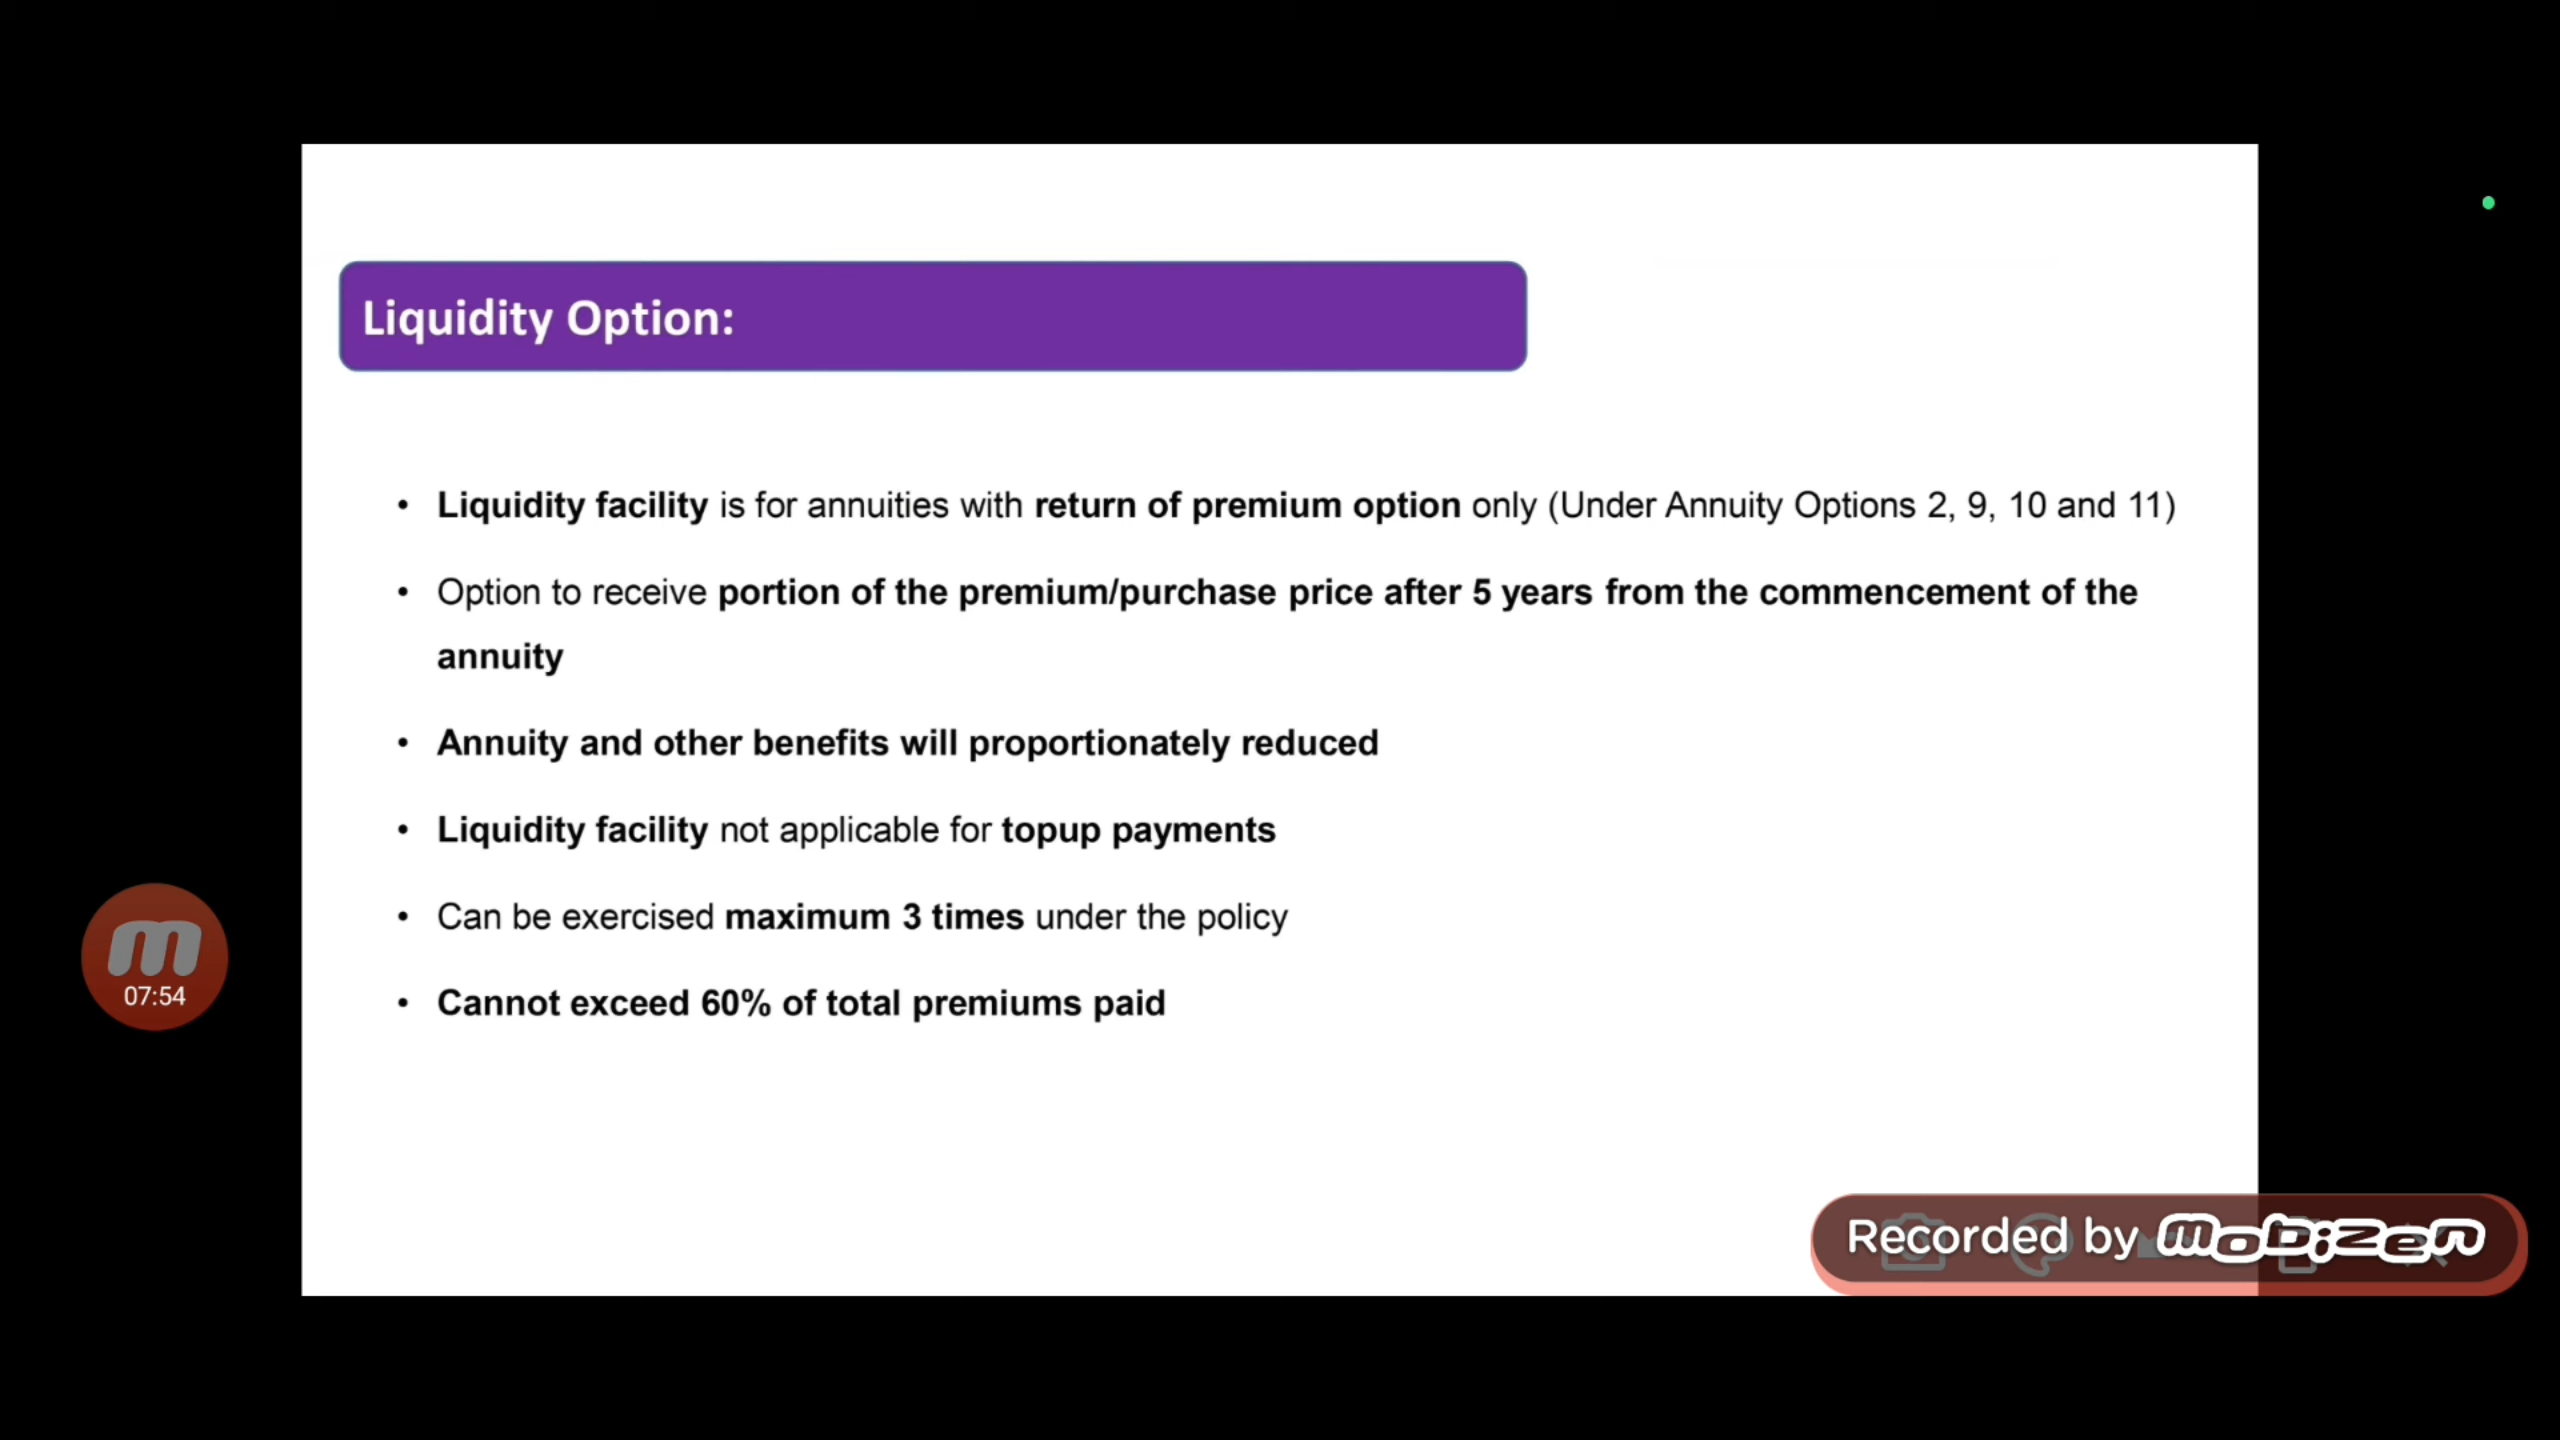 Liquidity Option:
• Liquidity facility is for annuities with return of premium option only (Under Annuity Options 2, 9, 10 and 11)
• Option to receive portion of the premium/purchase price after 5 years from the commencement of the
annuity
• Annuity and other benefits will proportionately reduced
• Liquidity facility not applicable for topup payments
• Can be exercised maximum 3 times under the policy
• Cannot exceed 60% of total premiums paid
m
07:54
Recorded by mobizen